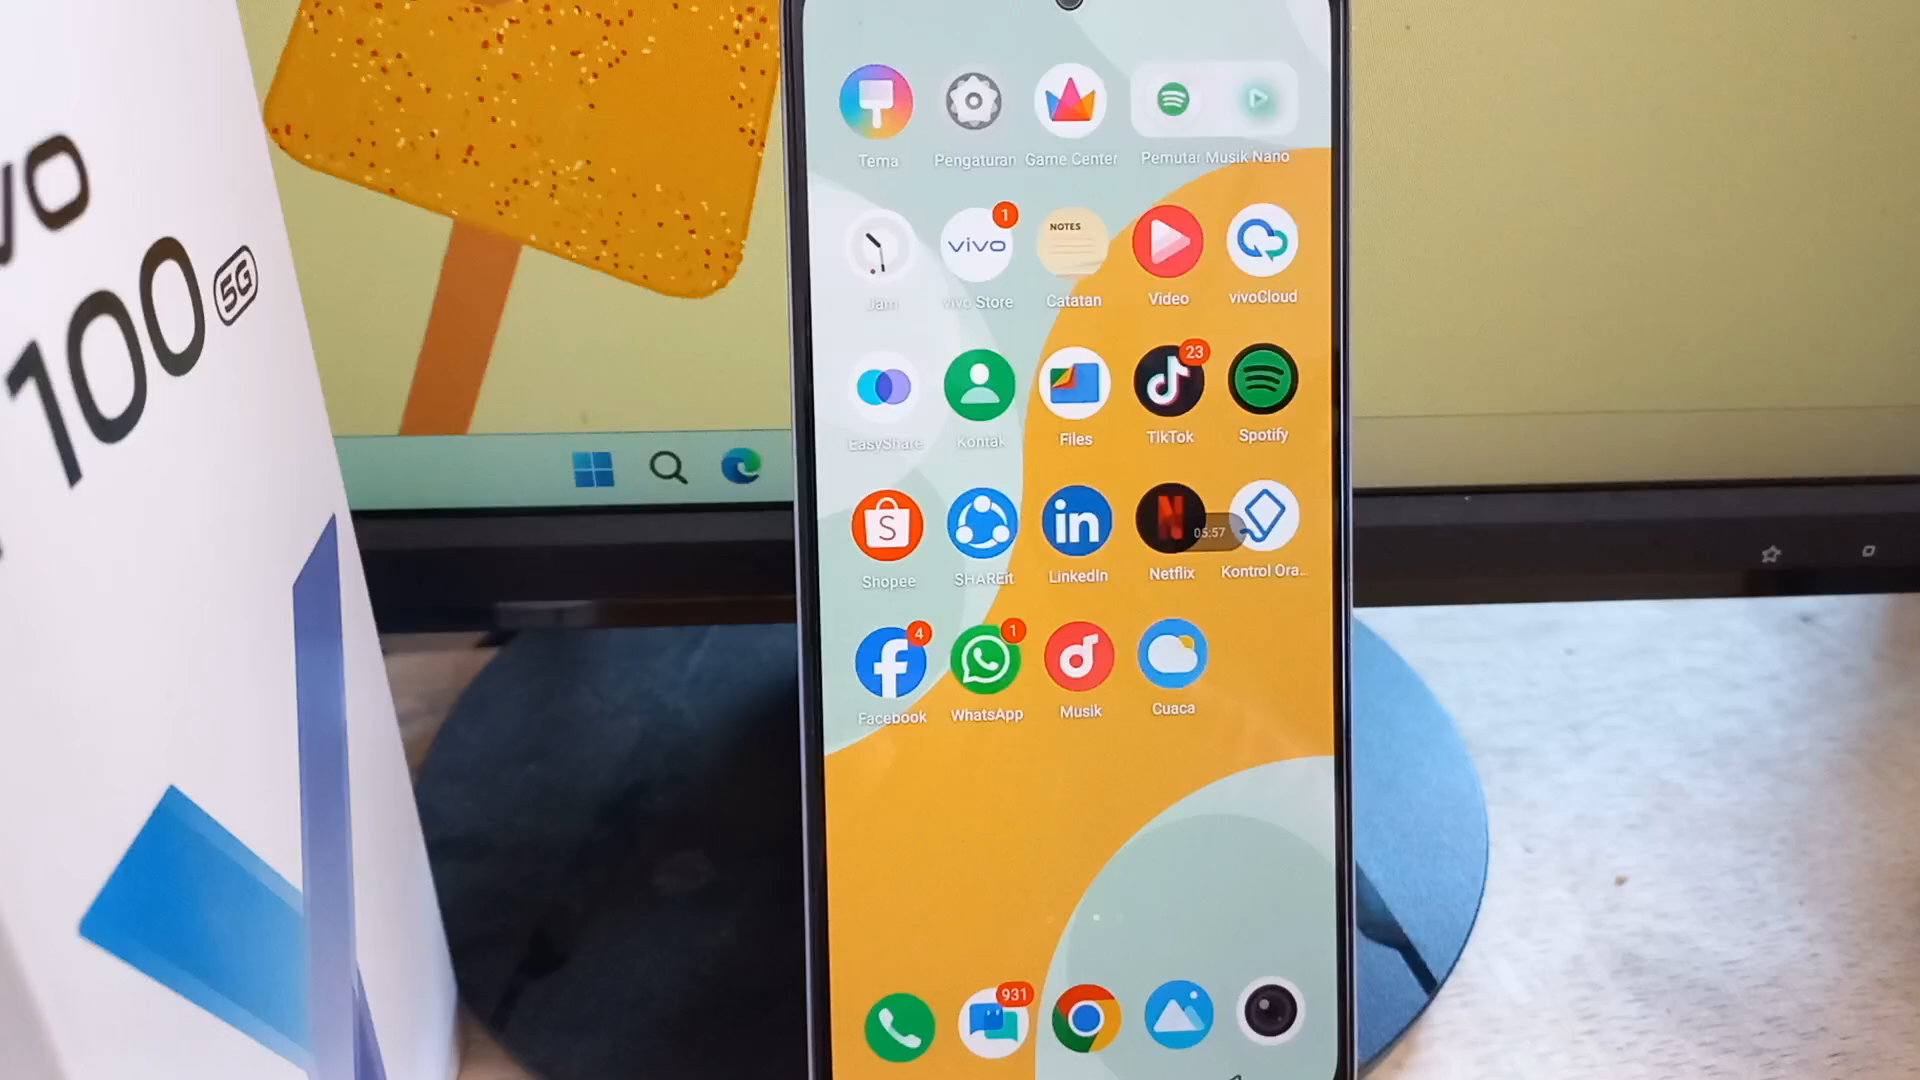 vo
100 5G
Tema
Pengaturan
Game Center
Pemutar Musik Nano
1
vivo
NOTES
Jam
vivo Store
Catatan
Video
vivoCloud
23
EasyShare
Kontak
Files
TikTok
Spotify
S
in
N
05:57
Shopee
SHAREit
LinkedIn
Netflix
Kontrol Ora...
4
1
Facebook
WhatsApp
Musik
Cuaca
931